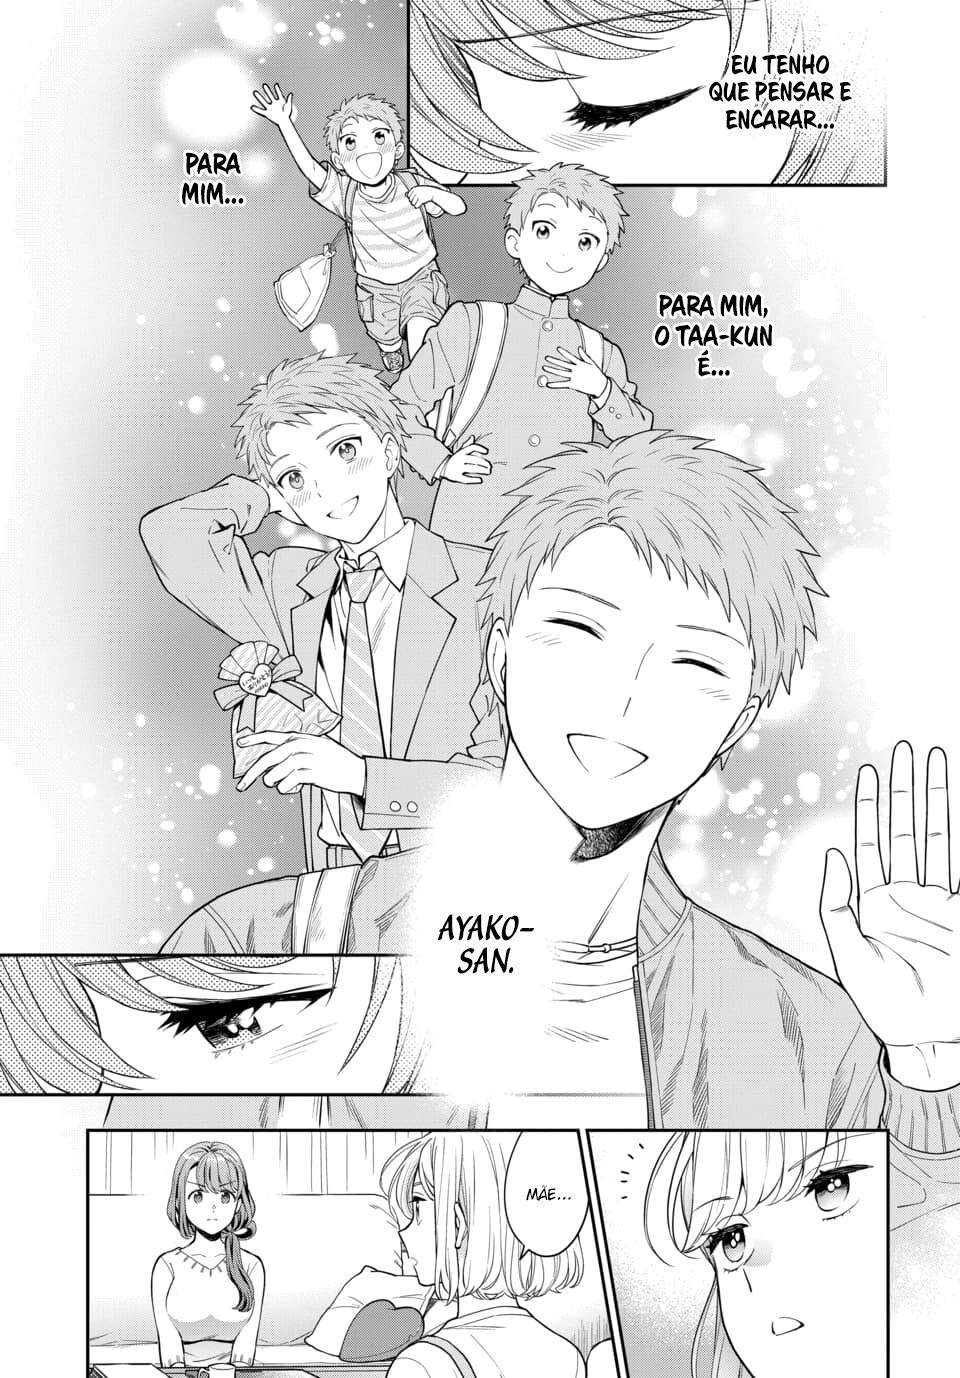 EU TENHO
QUE PENSAR E
ENCARAR...
PARA
MIM...
PARA MIM,
O TAA-KUN
É...
AYAKO-
SAN.
MÃE...